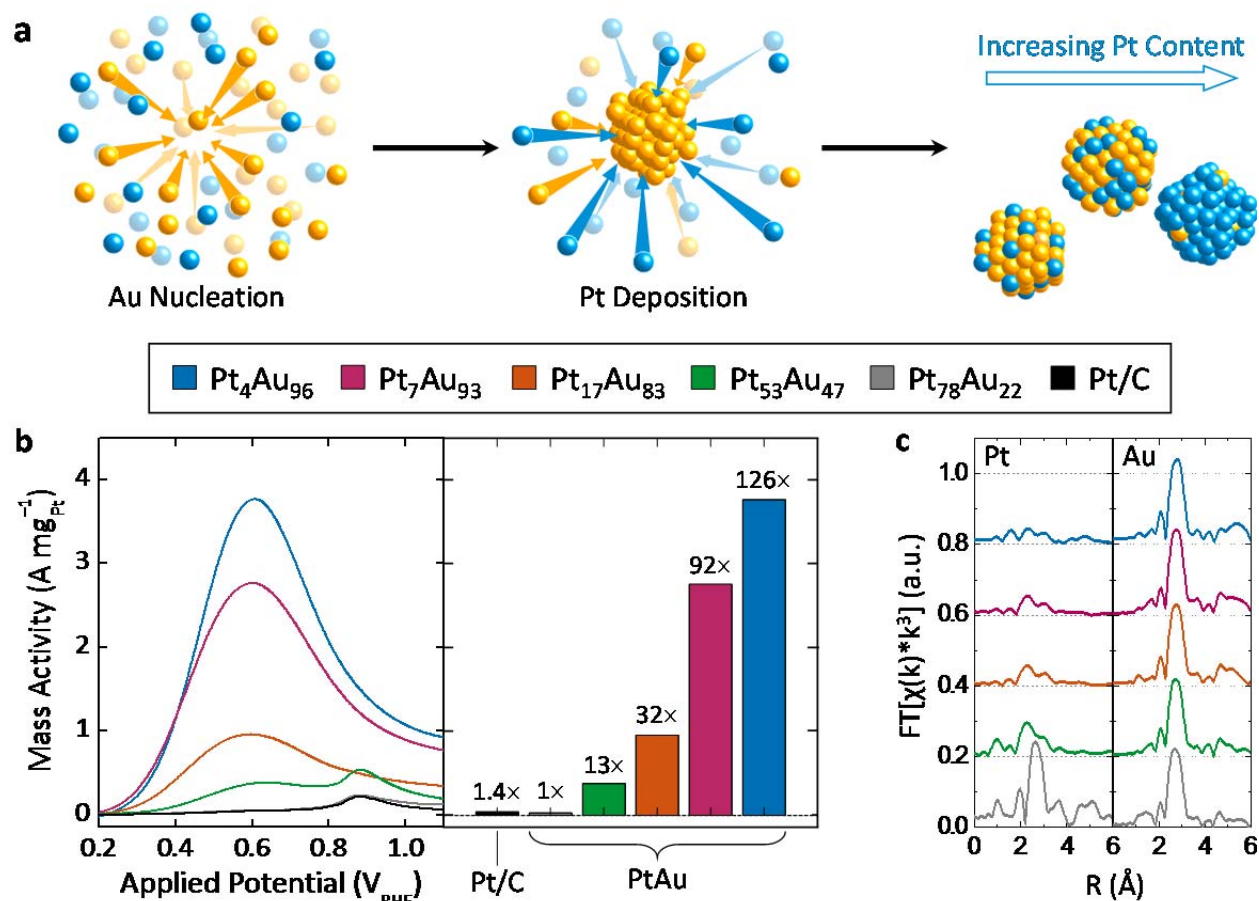 a
Increasing Pt Content
Au Nucleation
Pt Deposition
Pt₄Au₉₆ Pt₇Au₉₃ Pt₁₇Au₈₃ Pt₅₃Au₄₇ Pt₇₈Au₂₂ Pt/C
b
Mass Activity (A mg⁻¹Pt)
4
3
2
1
0
0.2 0.4 0.6 0.8 1.0
Applied Potential (V
1.4× 1× 13× 32× 92× 126×
Pt/C
PtAu
c
Pt Au
FT[χ(k)*k³] (a.u.)
1.0
0.8
0.6
0.4
0.2
0.0
0 2 4 6 2 4 6
R (Å)